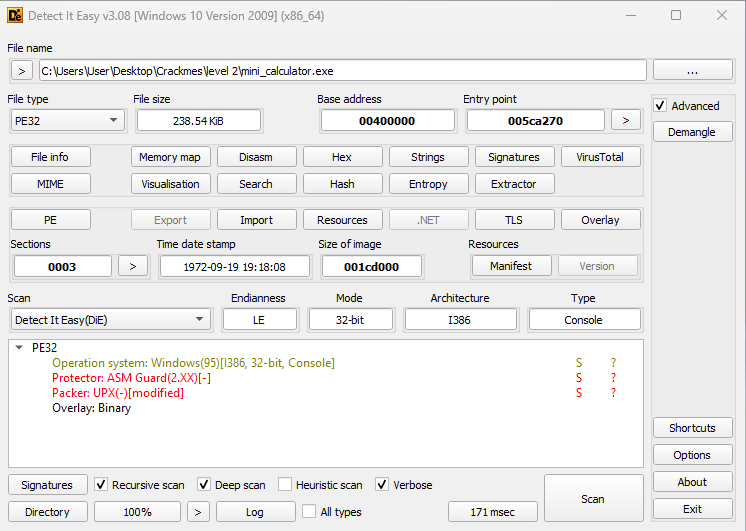 Detect It Easy v3.08 [Windows 10 Version 2009] (x86_64)
File name
> C:\Users\User\Desktop\Crackmes\level 2\mini_calculator.exe ...
File type File size Base address Entry point Advanced
PE32 238.54 KiB 00400000 005ca270 > Demangle
File info Memory map Disasm Hex Strings Signatures VirusTotal
MIME Visualisation Search Hash Entropy Extractor
PE Export Import Resources .NET TLS Overlay
Sections Time date stamp Size of image Resources
0003 > 1972-09-19 19:18:08 001cd000 Manifest Version
Scan Endianness Mode Architecture Type
Detect It Easy(DiE) LE 32-bit I386 Console
PE32
Operation system: Windows(95)[I386, 32-bit, Console] S ?
Protector: ASM Guard(2.XX)[-] S ?
Packer: UPX(-)[modified] S ?
Overlay: Binary
Shortcuts
Options
Signatures Recursive scan Deep scan Heuristic scan Verbose Scan About
Directory 100% > Log All types 171 msec Exit